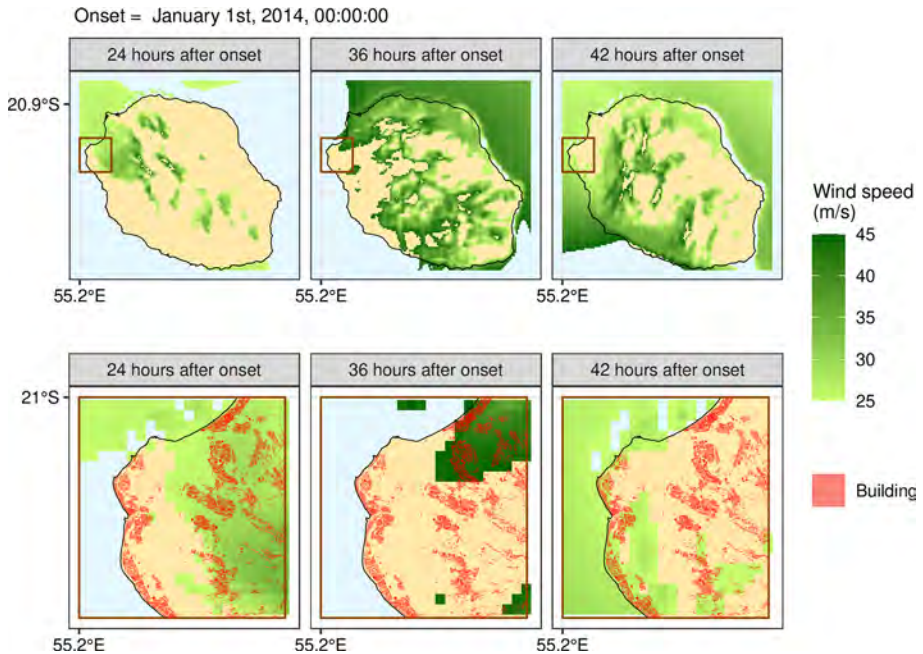 Onset =  January 1st, 2014, 00:00:00
24 hours after onset
36 hours after onset
42 hours after onset
20.9°S
55.2°E
55.2°E
55.2°E
Wind speed
(m/s)
45
40
35
30
25
Building
24 hours after onset
36 hours after onset
42 hours after onset
21°S
55.2°E
55.2°E
55.2°E